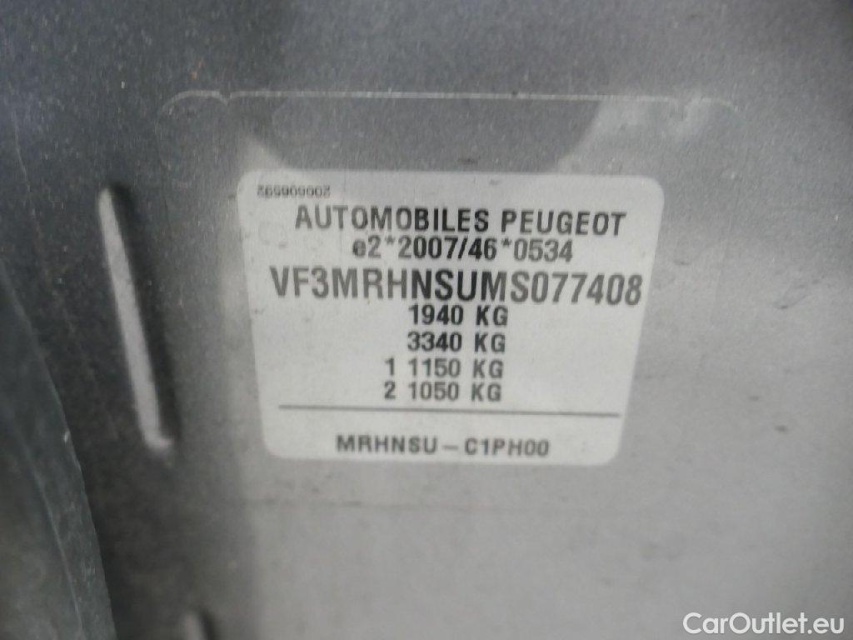 200606592
AUTOMOBILES PEUGEOT
e2*2007/46*0534
VF3MRHNSUMS077408
1940 KG
3340 KG
1 1150 KG
2 1050 KG
MRHNSU-C1PH00
CarOutlet.eu